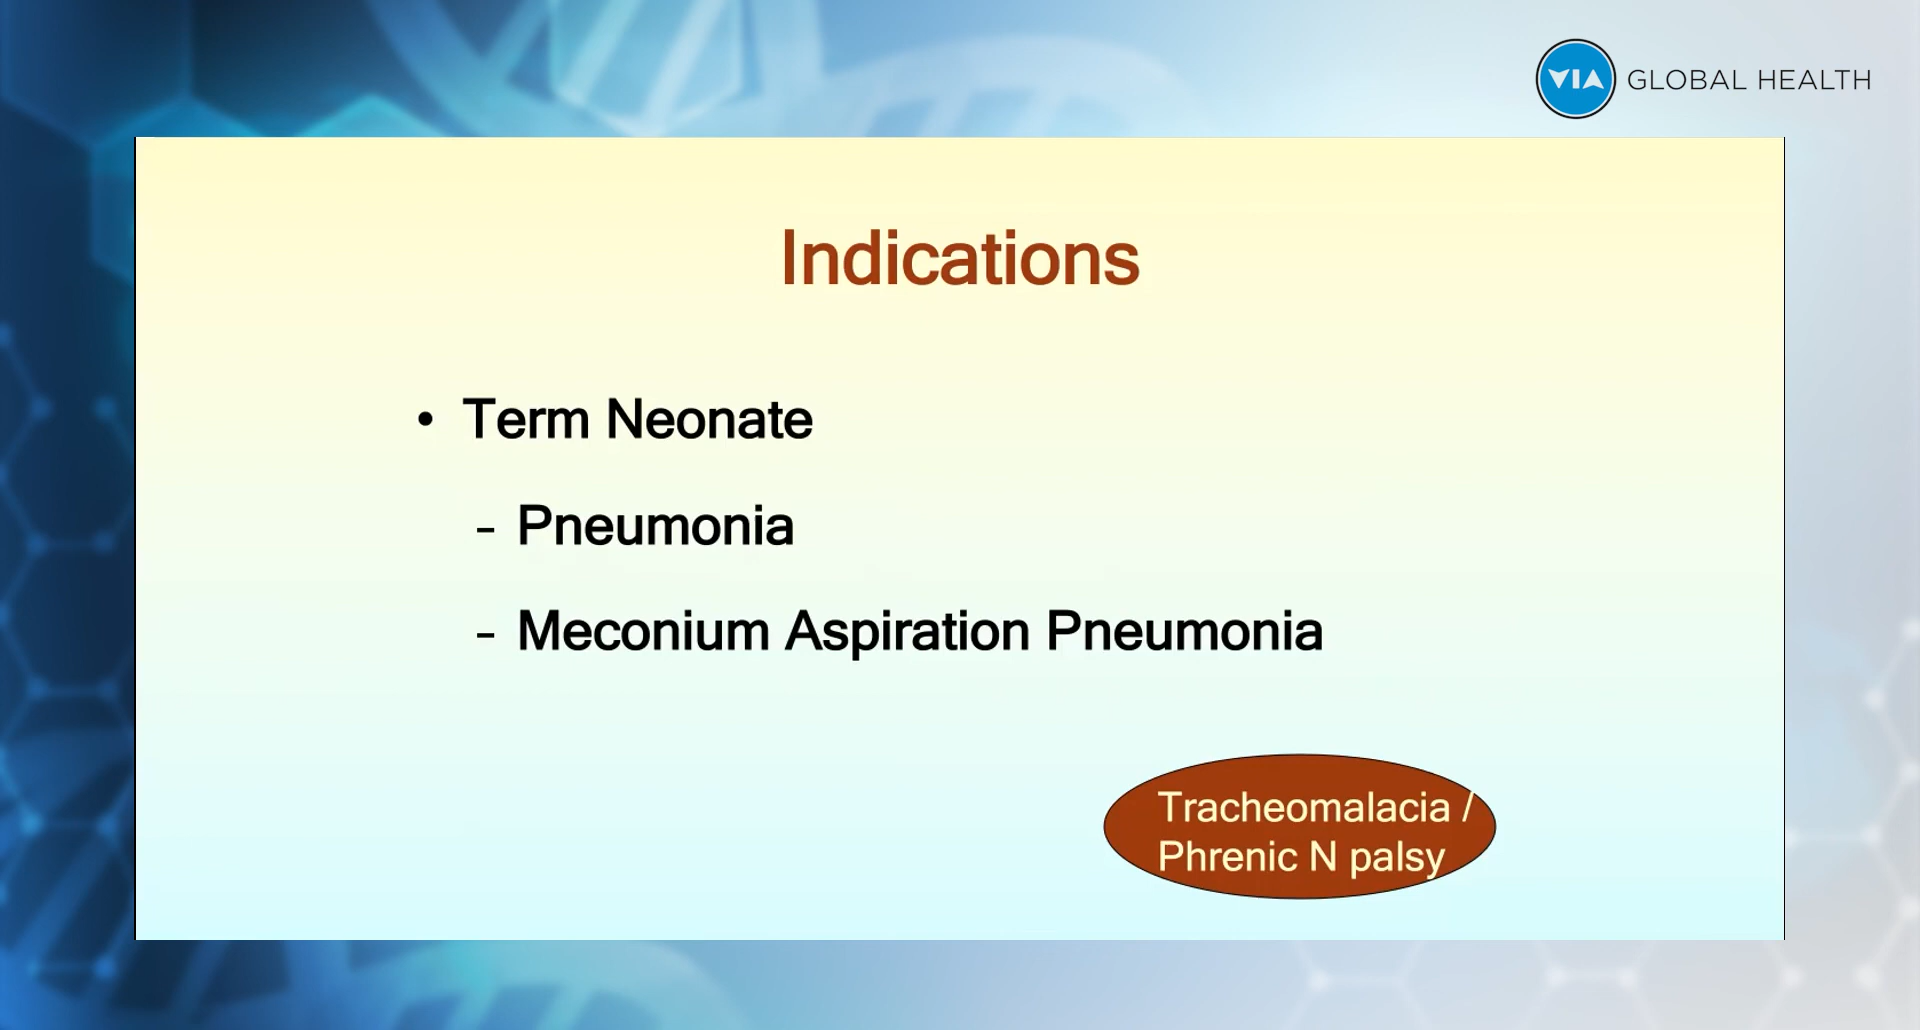 VIA GLOBAL HEALTH
Indications
• Term Neonate
- Pneumonia
- Meconium Aspiration Pneumonia
Tracheomalacia /
Phrenic N palsy